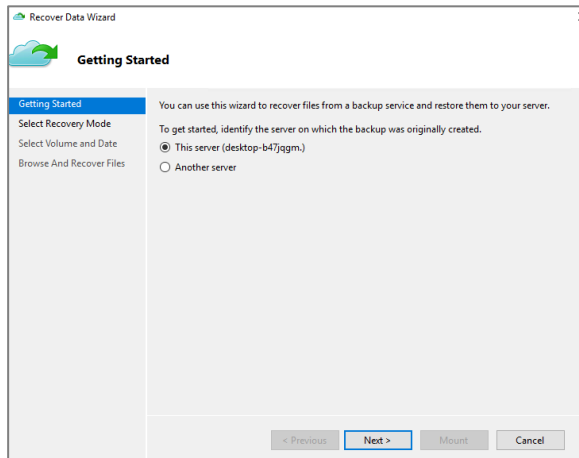 Recover Data Wizard
Getting Started
Getting Started
Select Recovery Mode
Select Volume and Date
Browse And Recover Files
You can use this wizard to recover files from a backup service and restore them to your server.
To get started, identify the server on which the backup was originally created.
This server (desktop-b47jqgm.)
Another server
< Previous
Next >
Mount
Cancel